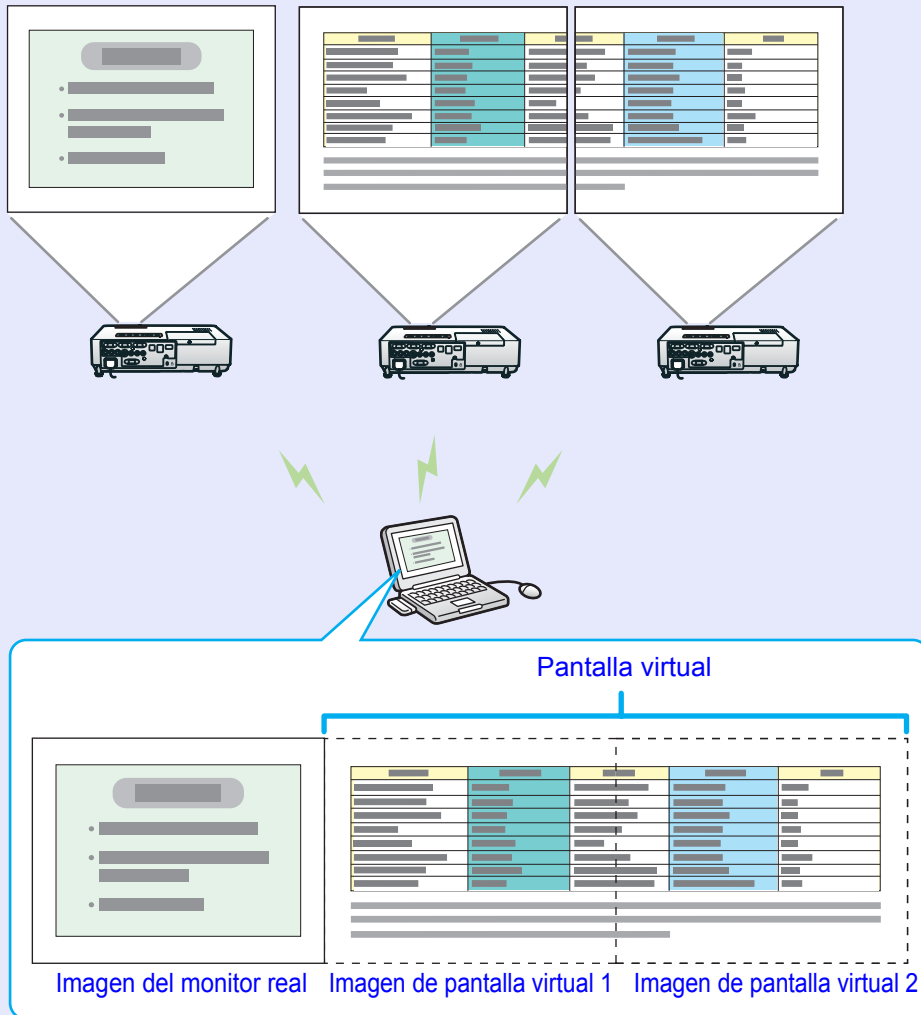 Pantalla virtual
Imagen del monitor real
Imagen de pantalla virtual 1
Imagen de pantalla virtual 2